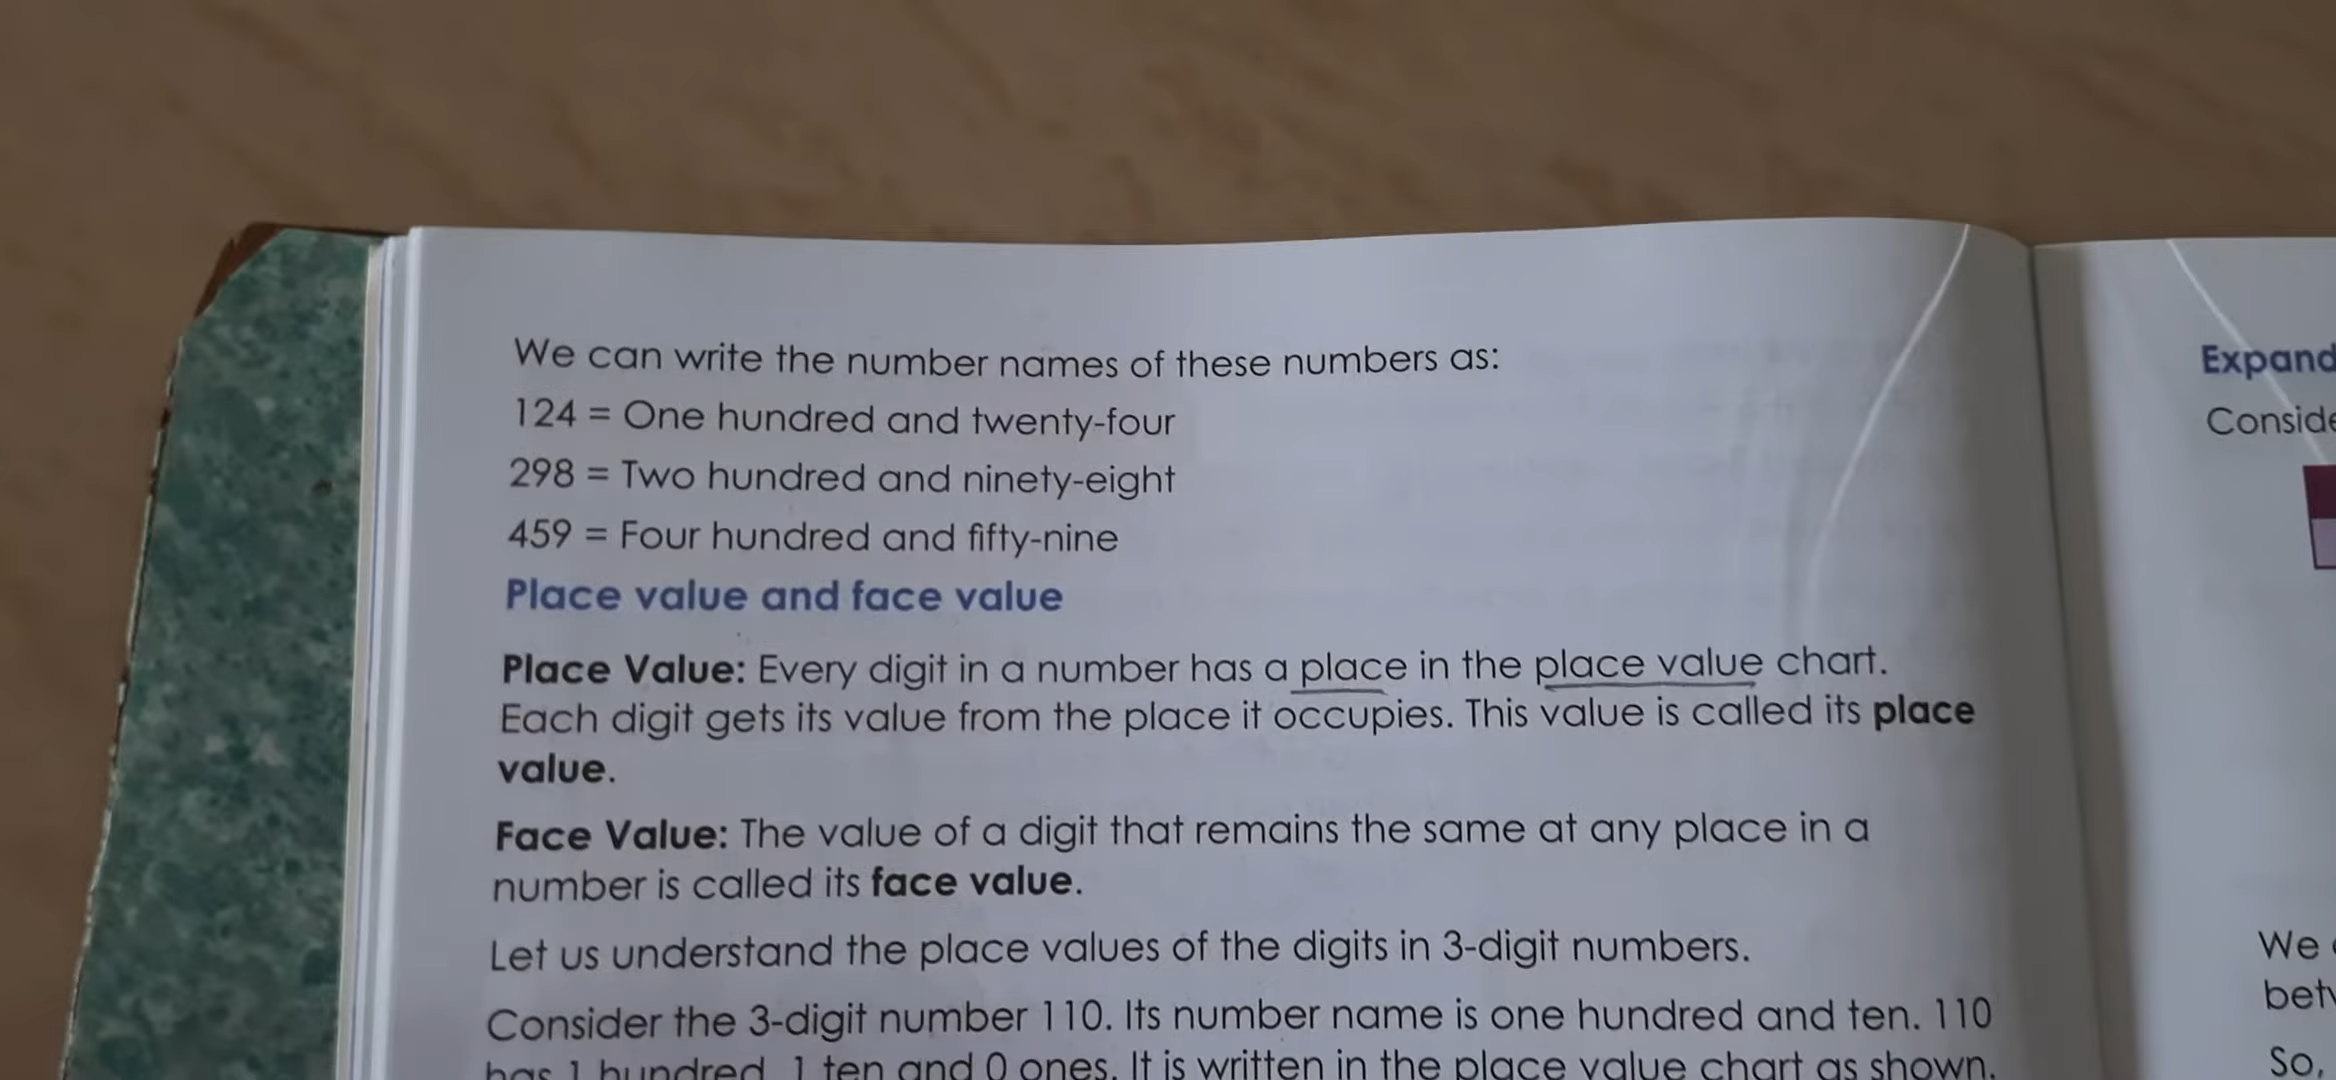 We can write the number names of these numbers as:
124 = One hundred and twenty-four
298 = Two hundred and ninety-eight
459 = Four hundred and fifty-nine
Place value and face value
Place Value: Every digit in a number has a place in the place value chart.
Each digit gets its value from the place it occupies. This value is called its place
value.
Face Value: The value of a digit that remains the same at any place in a
number is called its face value.
Let us understand the place values of the digits in 3-digit numbers.
Consider the 3-digit number 110. Its number name is one hundred and ten. 110
has 1 hundred, 1 ten and 0 ones. It is written in the place value chart as shown.
Expand
We
So,